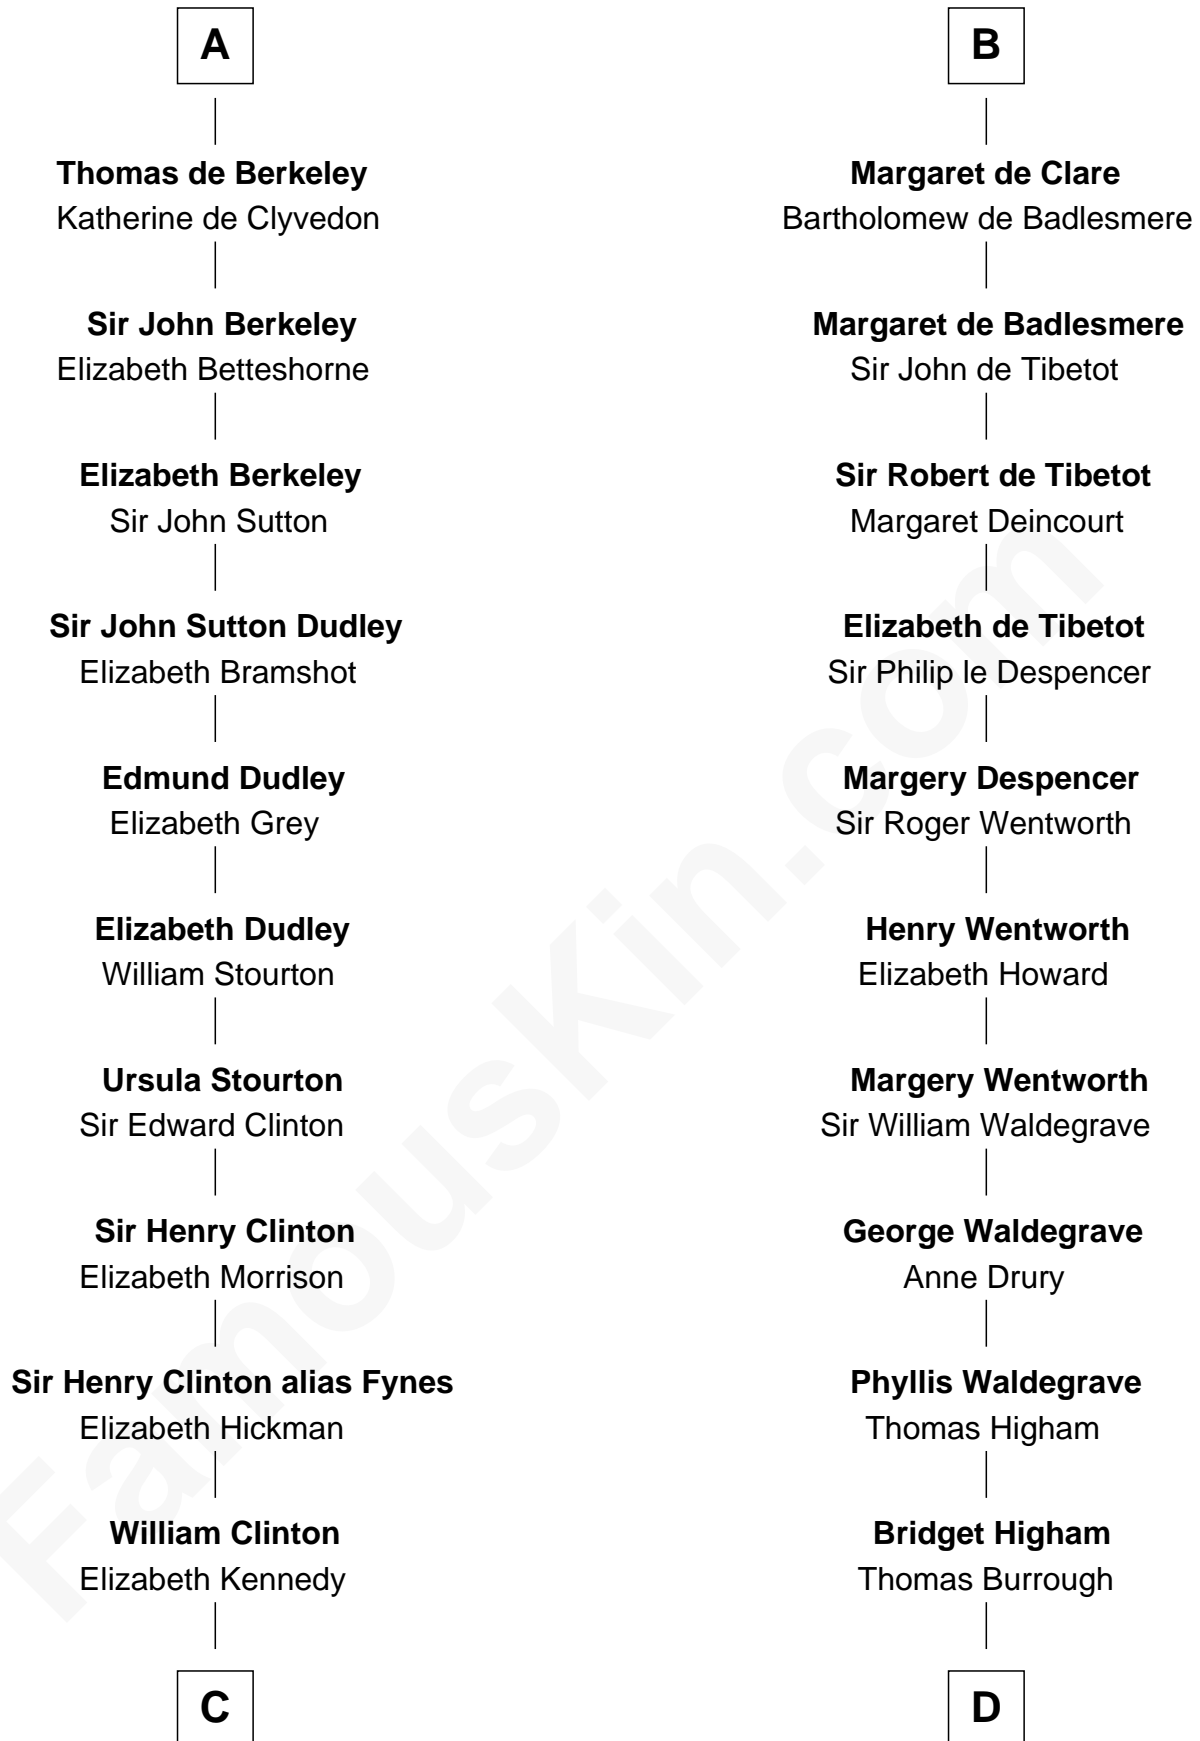 A
Thomas de Berkeley
Katherine de Clyvedon
Sir John Berkeley
Elizabeth Betteshorne
Elizabeth Berkeley
Sir John Sutton
Sir John Sutton Dudley
Elizabeth Bramshot
Edmund Dudley
Elizabeth Grey
Elizabeth Dudley
William Stourton
Ursula Stourton
Sir Edward Clinton
Sir Henry Clinton
Elizabeth Morrison
Sir Henry Clinton alias Fynes
Elizabeth Hickman
William Clinton
Elizabeth Kennedy
C
B
Margaret de Clare
Bartholomew de Badlesmere
Margaret de Badlesmere
Sir John de Tibetot
Sir Robert de Tibetot
Margaret Deincourt
Elizabeth de Tibetot
Sir Philip le Despencer
Margery Despencer
Sir Roger Wentworth
Henry Wentworth
Elizabeth Howard
Margery Wentworth
Sir William Waldegrave
George Waldegrave
Anne Drury
Phyllis Waldegrave
Thomas Higham
Bridget Higham
Thomas Burrough
D
FamousKin.com